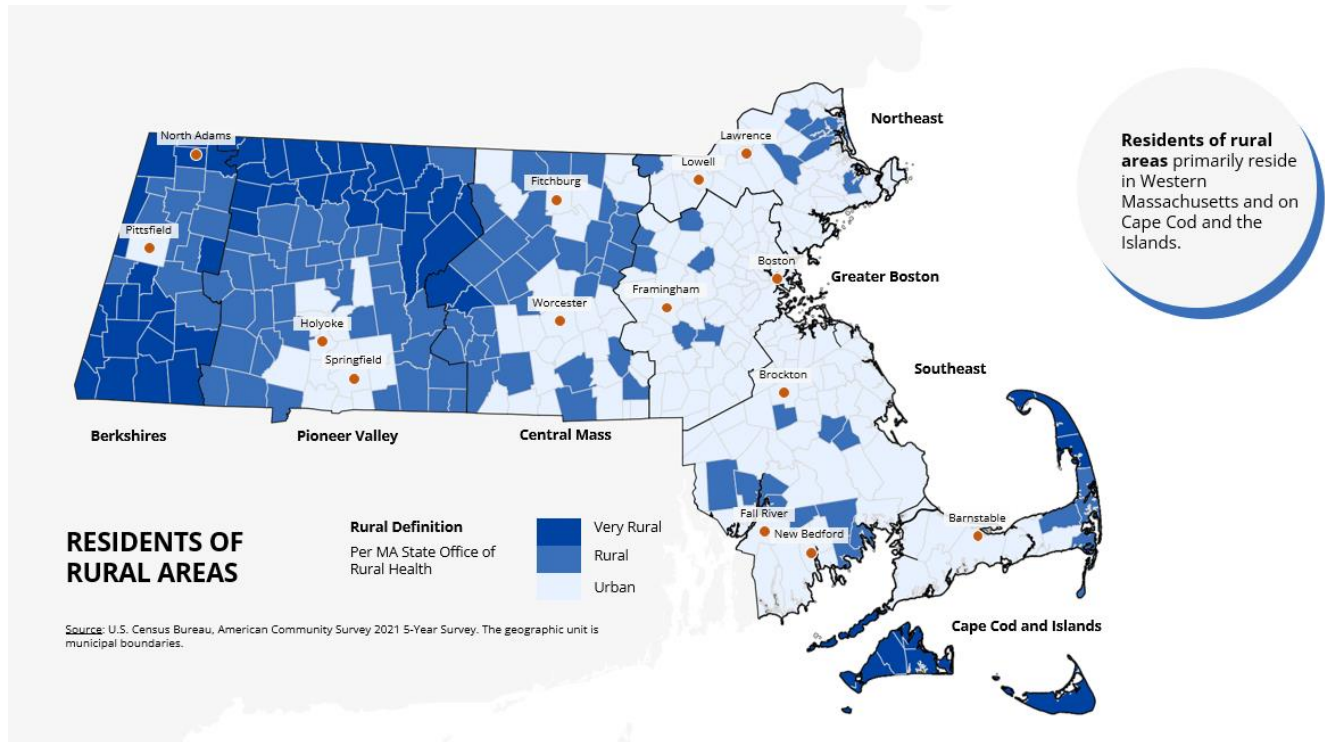 Northeast
North Adams
Lawrence
Lowell
Residents of rural
areas primarily reside
in Western
Massachusetts and on
Cape Cod and the
Islands.
Fitchburg
Pittsfield
Boston
Greater Boston
Framingham
Worcester
Holyoke
Springfield
Southeast
Brockton
Berkshires
Pioneer Valley
Central Mass
Fall River
New Bedford
Barnstable
RESIDENTS OF
RURAL AREAS
Rural Definition
Per MA State Office of
Rural Health
Very Rural
Rural
Urban
Source: U.S. Census Bureau, American Community Survey 2021 5-Year Survey. The geographic unit is
municipal boundaries.
Cape Cod and Islands